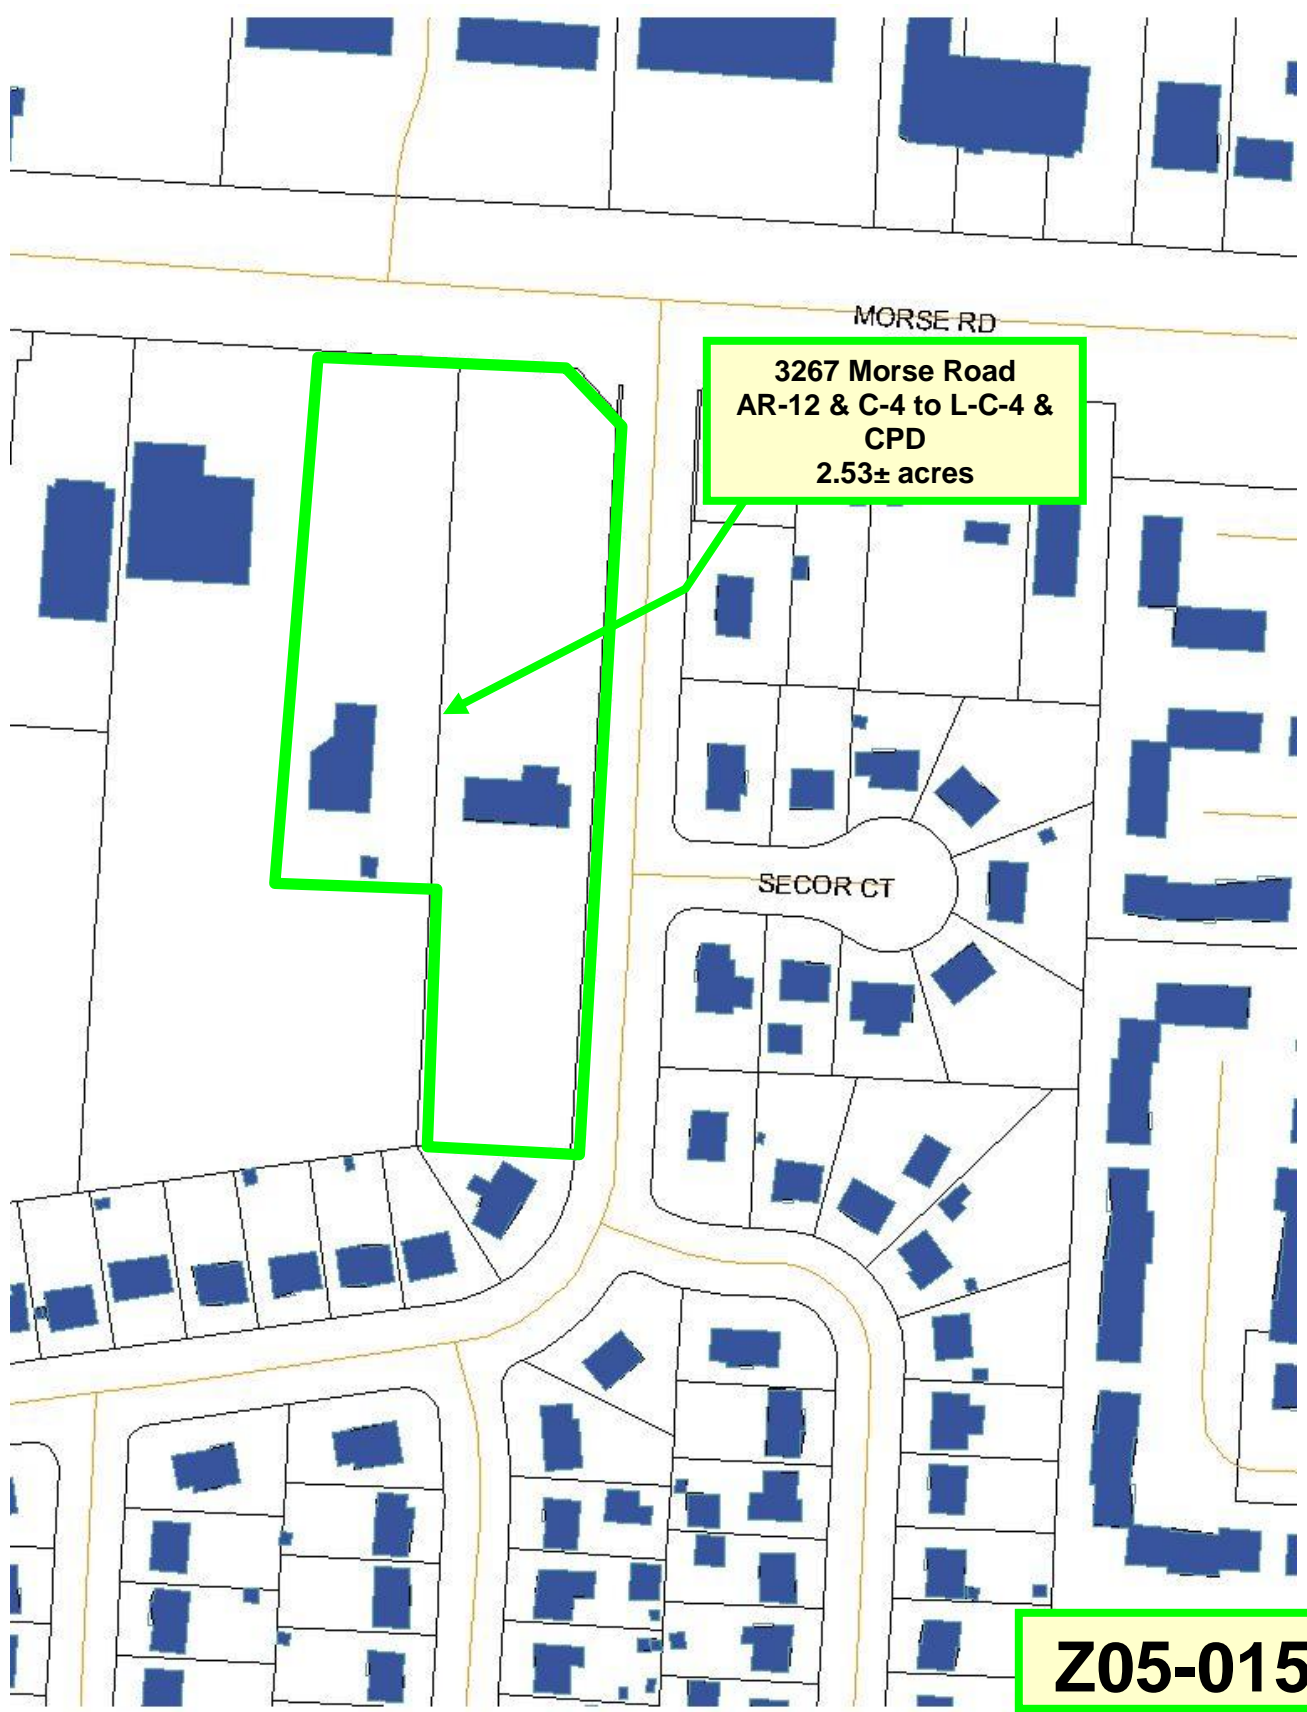 MORSE RD
3267 Morse Road
AR-12 & C-4 to L-C-4 &
CPD
2.53± acres
SECOR CT
Z05-015